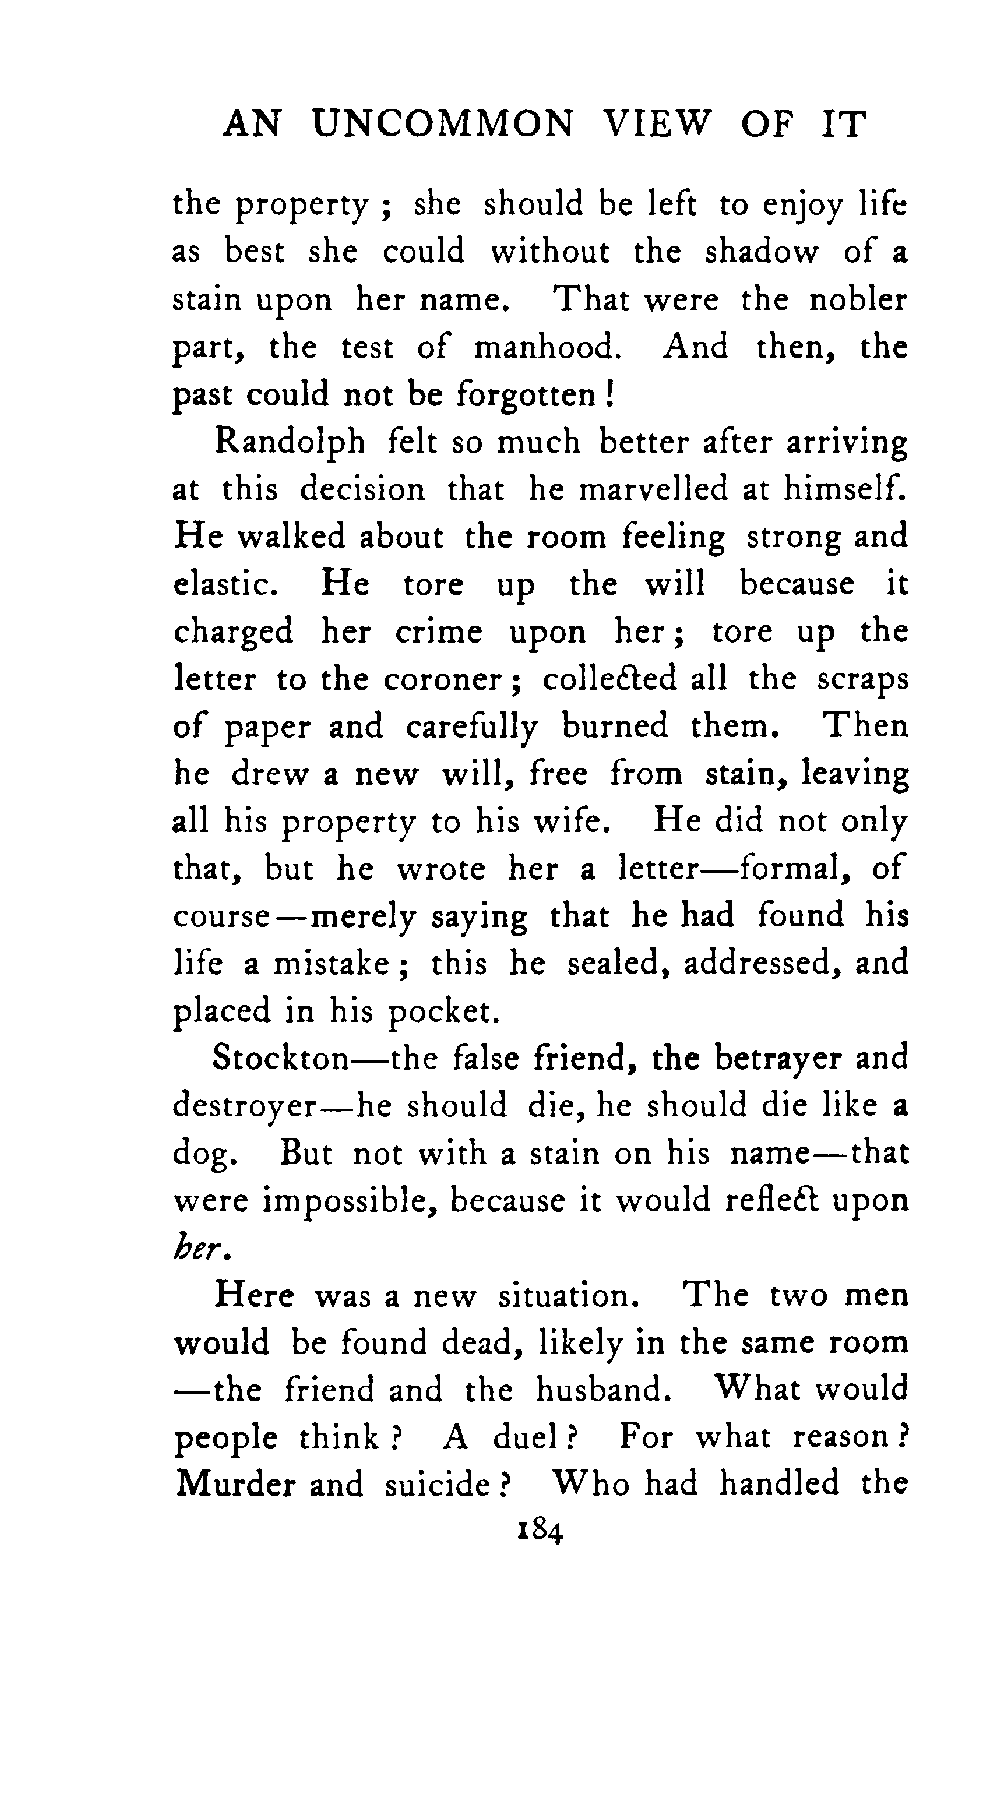 AN UNCOMMON VIEW OF IT
the property ; she should be left to enjoy life
as best she could without the shadow of a
stain upon her name. That were the nobler
part, the test of manhood. And then, the
past could not be forgotten !
Randolph felt so much better after arriving
at this decision that he marvelled at himself.
He walked about the room feeling strong and
elastic. He tore up the will because it
charged her crime upon her ; tore up the
letter to the coroner ; collected all the scraps
of paper and carefully burned them. Then
he drew a new will, free from stain, leaving
all his property to his wife. He did not only
that, but he wrote her a letter—formal, of
course—merely saying that he had found his
life a mistake ; this he sealed, addressed, and
placed in his pocket.
Stockton—the false friend, the betrayer and
destroyer—he should die, he should die like a
dog. But not with a stain on his name—that
were impossible, because it would reflect upon
her.
Here was a new situation. The two men
would be found dead, likely in the same room
—the friend and the husband. What would
people think ? A duel ? For what reason ?
Murder and suicide ? Who had handled the
184